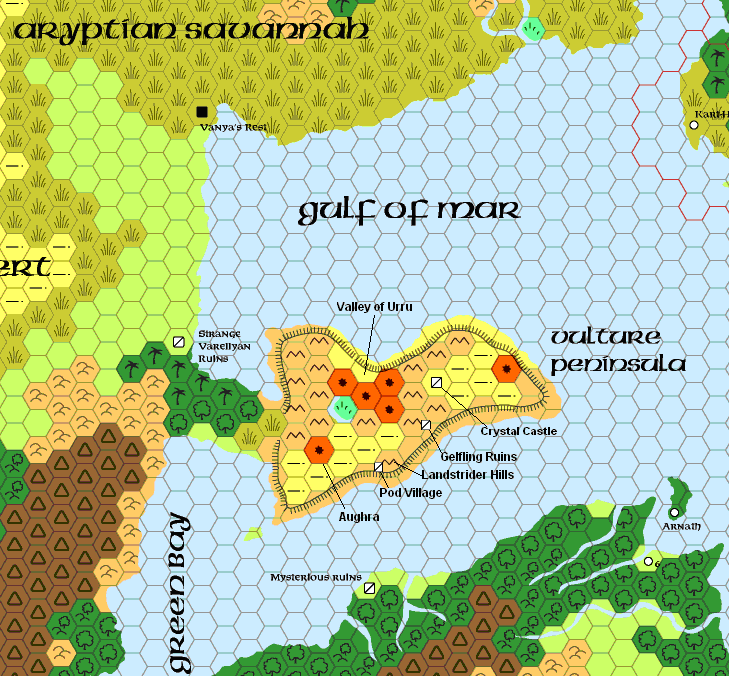 aryptian savannah
Vanya's Rest
Karth
gulf of mar
ert
Valley of Urru
Strange
Varellyan
Ruins
vulture
peninsula
Crystal Castle
Gelfling Ruins
Landstrider Hills
Pod Village
Aughra
Arnath
Mysterious Ruins
green bay